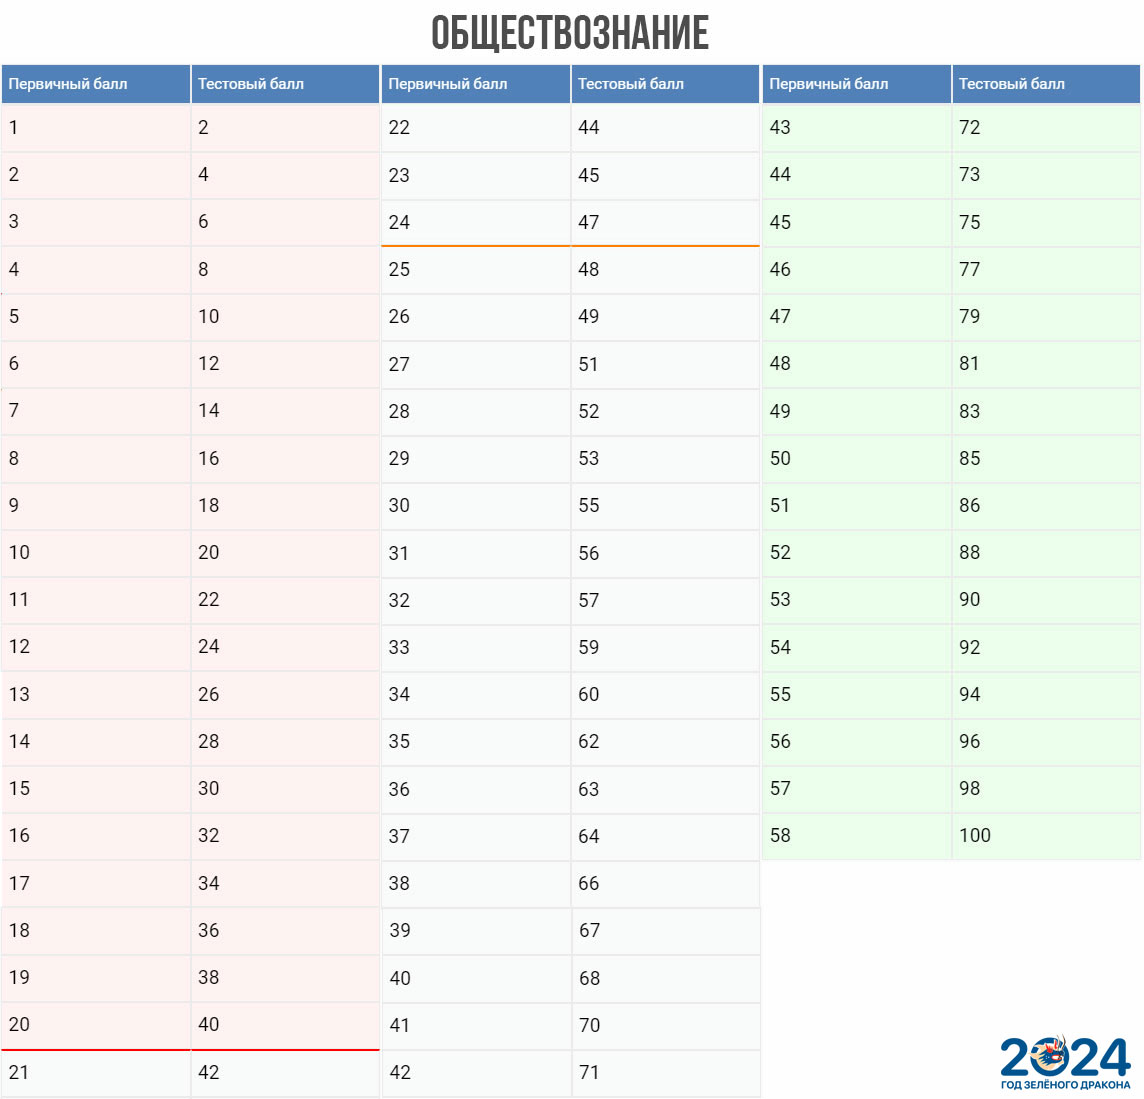 ОБЩЕСТВОЗНАНИЕ
Первичный балл Тестовый балл Первичный балл Тестовый балл Первичный балл Тестовый балл
1 2 22 44 43 72
2 4 23 45 44 73
3 6 24 47 45 75
4 8 25 48 46 77
5 10 26 49 47 79
6 12 27 51 48 81
7 14 28 52 49 83
8 16 29 53 50 85
9 18 30 55 51 86
10 20 31 56 52 88
11 22 32 57 53 90
12 24 33 59 54 92
13 26 34 60 55 94
14 28 35 62 56 96
15 30 36 63 57 98
16 32 37 64 58 100
17 34 38 66
18 36 39 67
19 38 40 68
20 40 41 70
21 42 42 71
2024
ГОД ЗЕЛЁНОГО ДРАКОНА